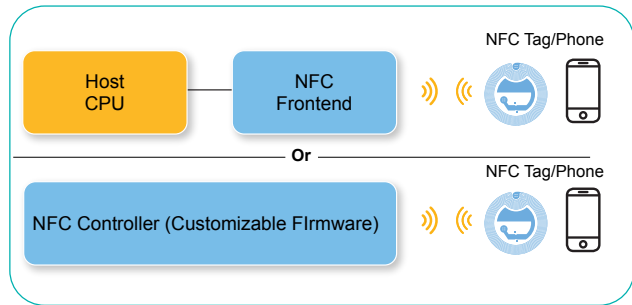 NFC Tag/Phone
Host
CPU
NFC
Frontend
Or
NFC Tag/Phone
NFC Controller (Customizable FIrmware)